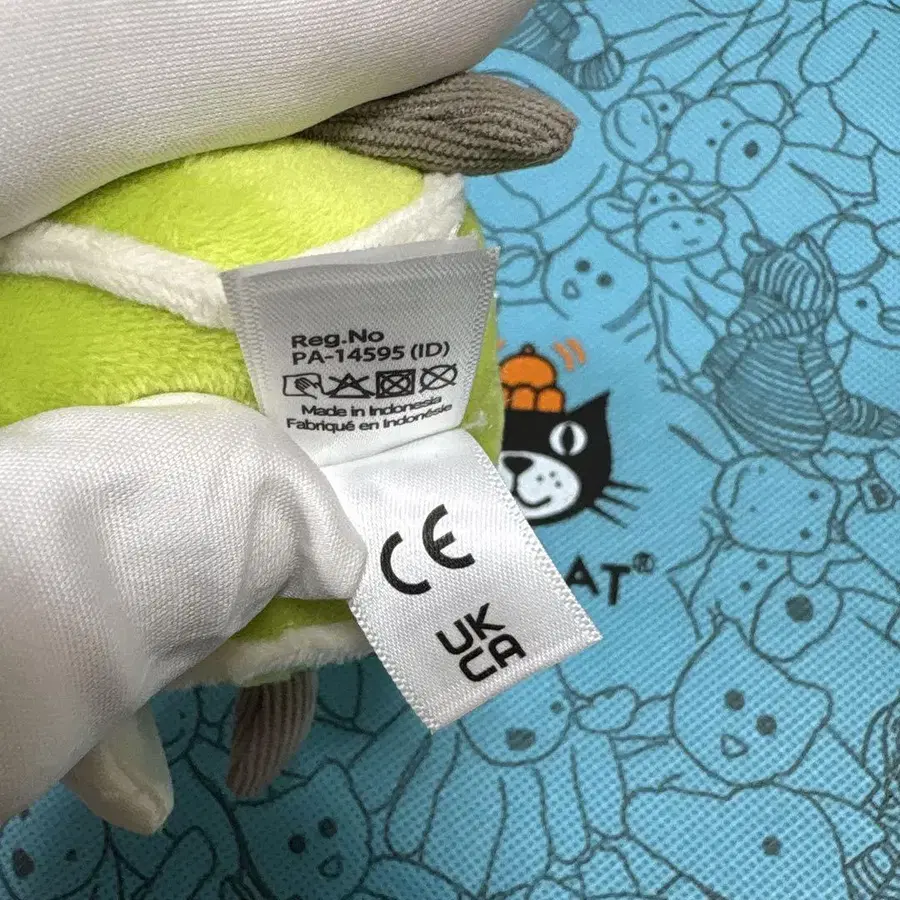 Reg.No
PA-14595 (ID)
Made in Indonesia
Fabriqué en Indonésie
CE
UK
CA
AT®